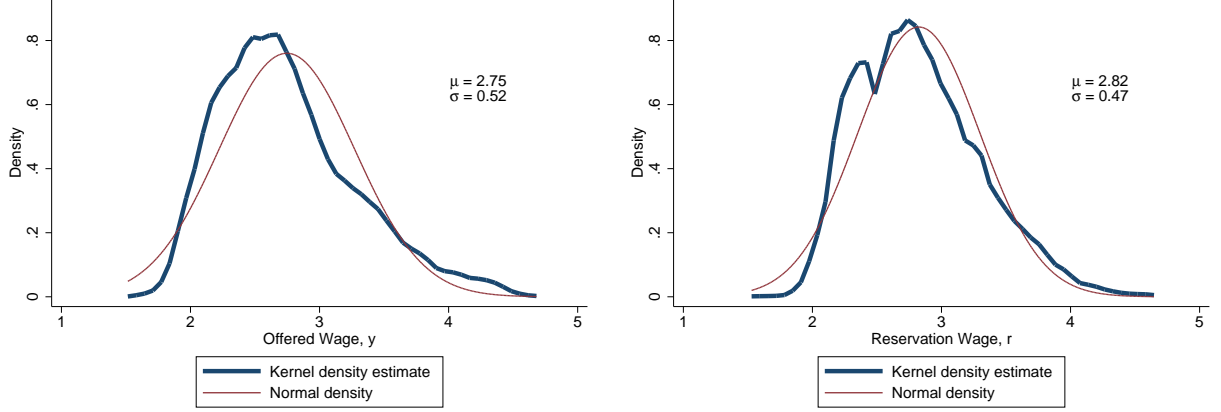 Density
.8
.6
.4
.2
0
μ = 2.75
σ = 0.52
1 2 3 4 5
Offered Wage, y
Kernel density estimate
Normal density
Density
.8
.6
.4
.2
0
μ = 2.82
σ = 0.47
1 2 3 4 5
Reservation Wage, r
Kernel density estimate
Normal density